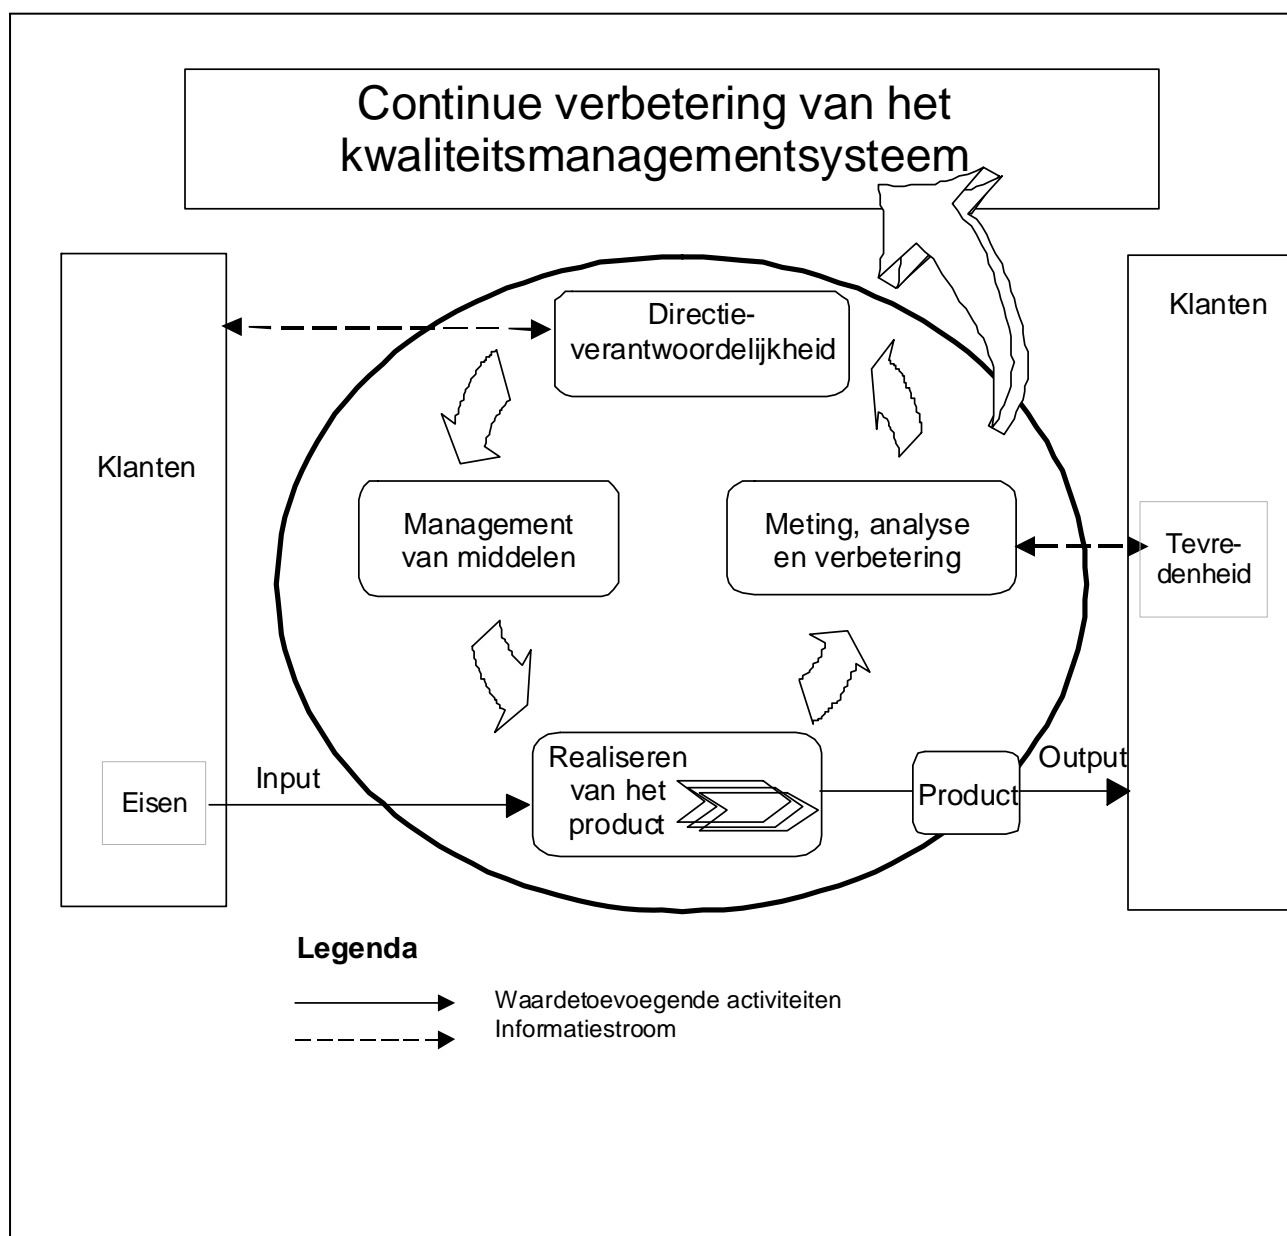 Continue verbetering van het
kwaliteitsmanagementsysteem
Klanten
Directie-
verantwoordelijkheid
Klanten
Management
van middelen
Meting, analyse
en verbetering
Tevre-
denheid
Eisen
Input
Realiseren
van het
product
Product
Output
Legenda
Waardetoevoegende activiteiten
Informatiestroom